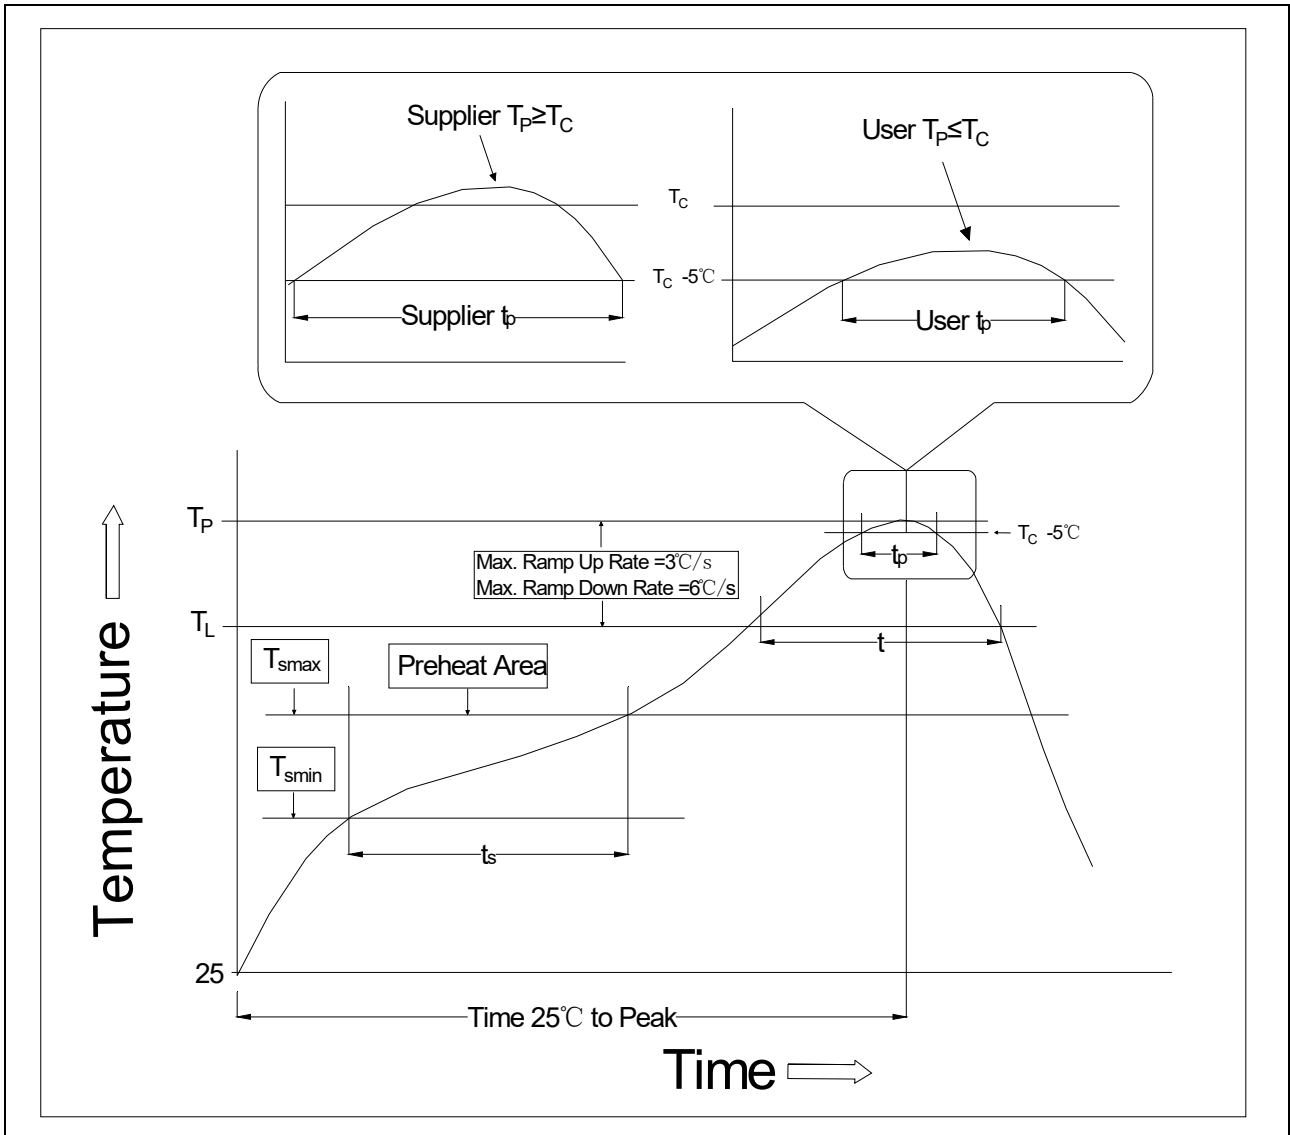 Supplier TP≥TC
User TP≤TC
TC
TC -5℃
Supplier tp
User tp
TP
TC -5℃
tp
Max. Ramp Up Rate =3℃/s
Max. Ramp Down Rate =6℃/s
TL
t
Tsmax
Preheat Area
Tsmin
ts
Temperature
25
Time 25℃ to Peak
Time